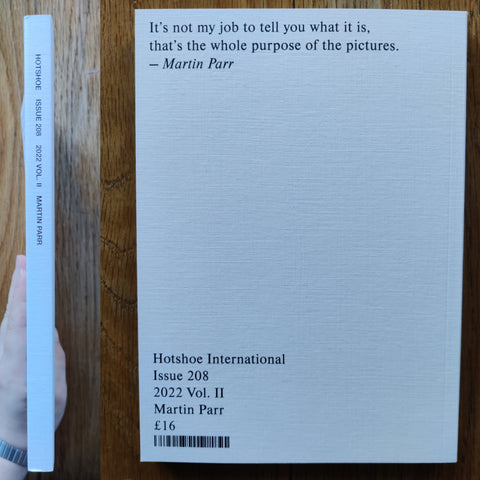 HOTSHOE ISSUE 208 2022 VOL. II MARTIN PARR
It's not my job to tell you what it is,
that's the whole purpose of the pictures.
– Martin Parr
Hotshoe International
Issue 208
2022 Vol. II
Martin Parr
£16